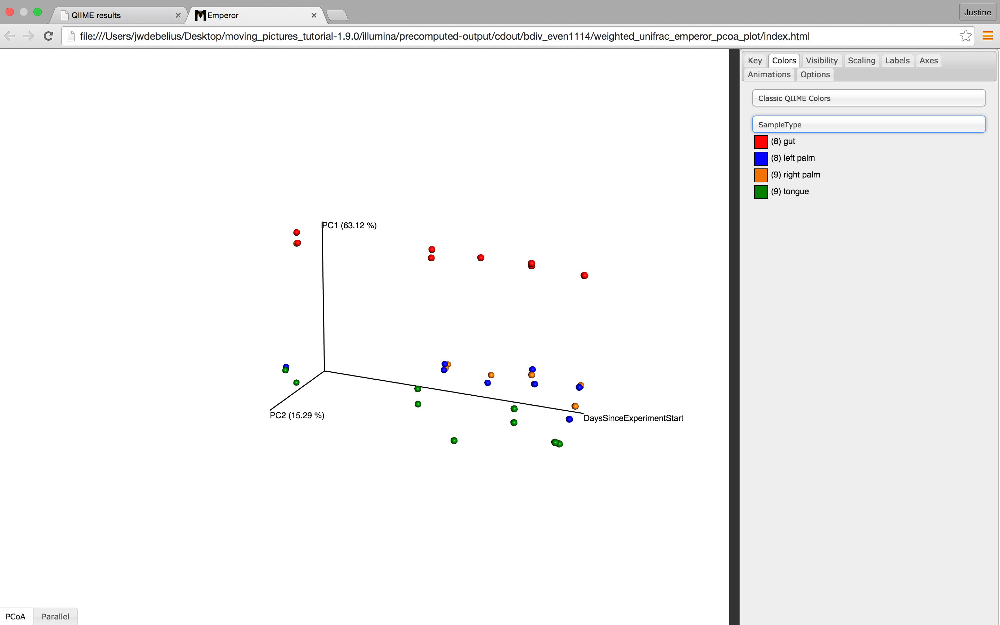 QIIME results
Emperor
Justine
file:///Users/jwdebelius/Desktop/moving_pictures_tutorial-1.9.0/illumina/precomputed-output/cdout/bdiv_even1114/weighted_unifrac_emperor_pcoa_plot/index.html
Key Colors Visibility Scaling Labels Axes
Animations Options
Classic QIIME Colors
SampleType
(8) gut
(8) left palm
(9) right palm
(9) tongue
PC1 (63.12 %)
PC2 (15.29 %)
DaysSinceExperimentStart
PCoA Parallel